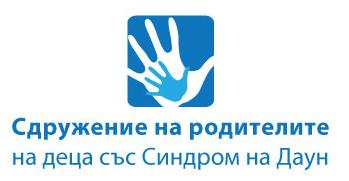 Сдружение на родителите
на деца със Синдром на Даун